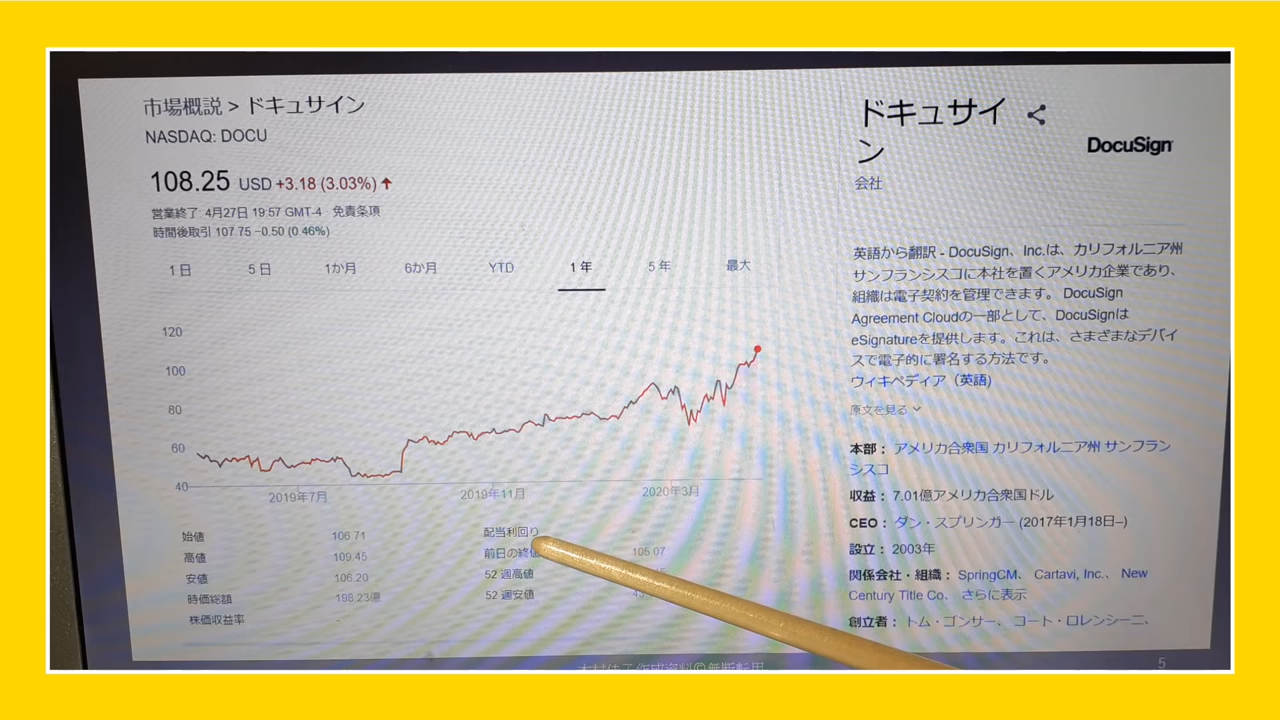 市場概説 > ドキュサイン
NASDAQ: DOCU
108.25 USD +3.18 (3.03%)
営業終了: 4月27日 19:57 GMT-4 免責条項
時間後取引 107.75 −0.50 (0.46%)
1日 5日 1か月 6か月 YTD 1年 5年 最大
120
100
80
60
40
2019年7月 2019年11月 2020年3月
始値 106.71
高値 109.45
安値 106.20
時価総額 198.23億
株価収益率 -
配当利回り
前日の終値 105.07
52 週高値
52 週安値
ドキュサイ
ン
会社
DocuSign
英語から翻訳 - DocuSign、Inc.は、カリフォルニア州
サンフランシスコに本社を置くアメリカ企業であり、
組織は電子契約を管理できます。 DocuSign
Agreement Cloudの一部として、DocuSignは
eSignatureを提供します。これは、さまざまなデバイ
スで電子的に署名する方法です。
ウィキペディア（英語）
原文を見る
本部： アメリカ合衆国 カリフォルニア州 サンフラン
シスコ
収益： 7.01億アメリカ合衆国ドル
CEO： ダン・スプリンガー (2017年1月18日–)
設立： 2003年
関係会社・組織： SpringCM、 Cartavi, Inc.、 New
Century Title Co、 さらに表示
創立者： トム・ゴンサー、 コート・ロレンシーニ、
5